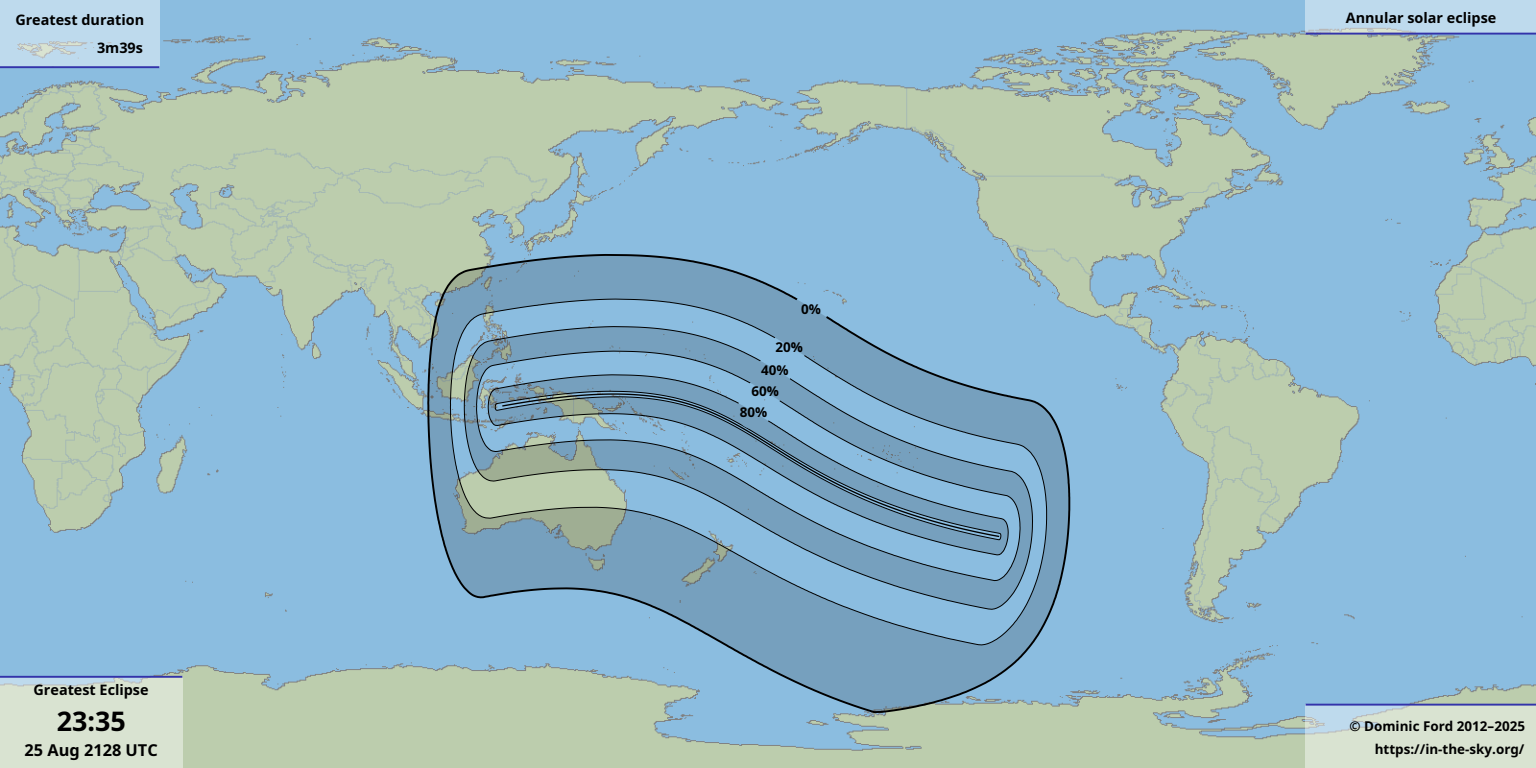 Greatest duration
3m39s
Annular solar eclipse
0%
20%
40%
60%
80%
Greatest Eclipse
23:35
25 Aug 2128 UTC
© Dominic Ford 2012–2025
https://in-the-sky.org/